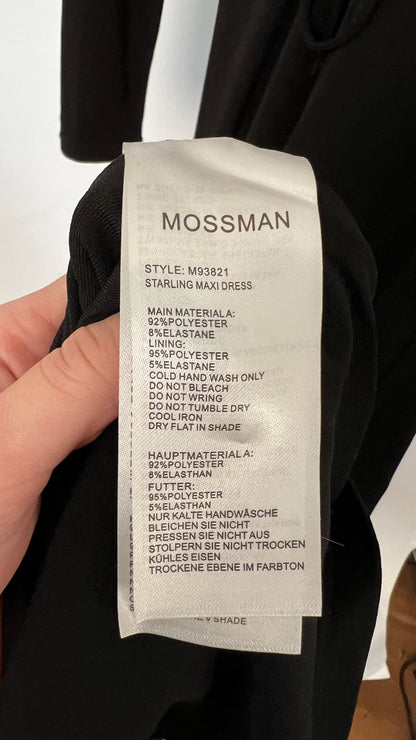 MOSSMAN
STYLE: M93821
STARLING MAXI DRESS
MAIN MATERIAL A:
92%POLYESTER
8%ELASTANE
LINING:
95%POLYESTER
5%ELASTANE
COLD HAND WASH ONLY
DO NOT BLEACH
DO NOT WRING
DO NOT TUMBLE DRY
COOL IRON
DRY FLAT IN SHADE
HAUPTMATERIAL A:
92%POLYESTER
8%ELASTHAN
FUTTER:
95%POLYESTER
5%ELASTHAN
NUR KALTE HANDWÄSCHE
BLEICHEN SIE NICHT
PRESSEN SIE NICHT AUS
STOLPERN SIE NICHT TROCKEN
KÜHLES EISEN
TROCKENE EBENE IM FARBTON
SHADE